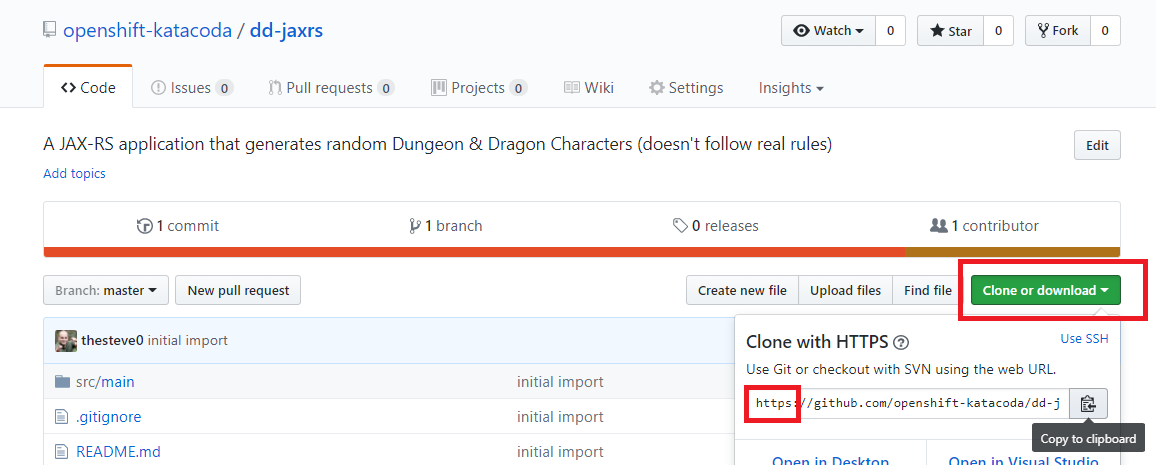 openshift-katacoda / dd-jaxrs
Watch 0 Star 0 Fork 0
Code Issues 0 Pull requests 0 Projects 0 Wiki Settings Insights
A JAX-RS application that generates random Dungeon & Dragon Characters (doesn't follow real rules)
Edit
Add topics
1 commit 1 branch 0 releases 1 contributor
Branch: master New pull request Create new file Upload files Find file Clone or download
thesteve0 initial import
Clone with HTTPS ?
Use SSH
Use Git or checkout with SVN using the web URL.
src/main initial import
https://github.com/openshift-katacoda/dd-j
.gitignore initial import
Copy to clipboard
README.md initial import
Open in Desktop Open in Visual Studio